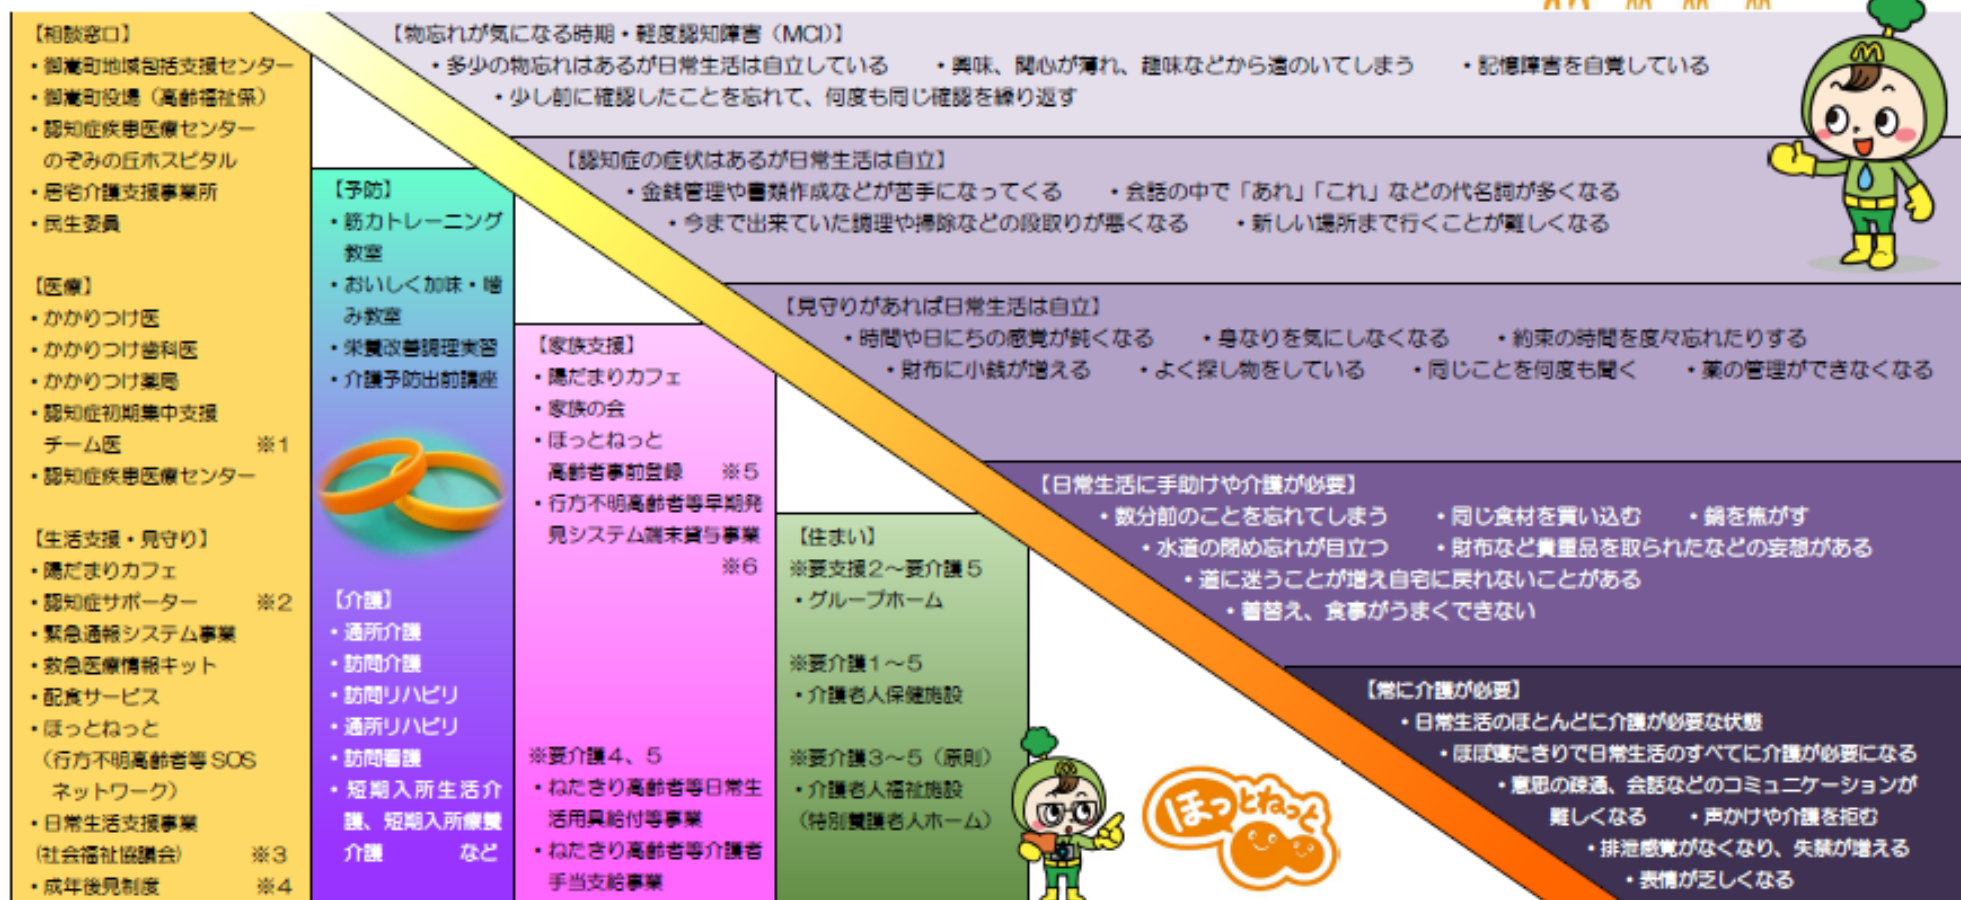 【相談窓口】
・御嵩町地域包括支援センター
・御嵩町役場（高齢福祉係）
・認知症疾患医療センター
のぞみの丘ホスピタル
・居宅介護支援事業所
・民生委員
【医療】
・かかりつけ医
・かかりつけ歯科医
・かかりつけ薬局
・認知症初期集中支援
チーム医 ※1
・認知症疾患医療センター
【生活支援・見守り】
・陽だまりカフェ
・認知症サポーター ※2
・緊急通報システム事業
・救急医療情報キット
・配食サービス
・ほっとねっと
（行方不明高齢者等 SOS
ネットワーク）
・日常生活支援事業
(社会福祉協議会) ※3
・成年後見制度 ※4
【予防】
・筋力トレーニング
教室
・おいしく加味・噛
み教室
・栄養改善調理実習
・介護予防出前講座
【介護】
・通所介護
・訪問介護
・訪問リハビリ
・通所リハビリ
・訪問看護
・短期入所生活介
護、短期入所療養
介護 など
【家族支援】
・陽だまりカフェ
・家族の会
・ほっとねっと
高齢者事前登録 ※5
・行方不明高齢者等早期発
見システム端末貸与事業
※6
※要介護4、5
・ねたきり高齢者等日常生
活用具給付等事業
・ねたきり高齢者等介護者
手当支給事業
【住まい】
※要支援2～要介護5
・グループホーム
※要介護1～5
・介護老人保健施設
※要介護3～5（原則）
・介護老人福祉施設
（特別養護老人ホーム）
【物忘れが気になる時期・軽度認知障害（MCI）】
・多少の物忘れはあるが日常生活は自立している ・興味、関心が薄れ、趣味などから遠のいてしまう ・記憶障害を自覚している
・少し前に確認したことを忘れて、何度も同じ確認を繰り返す
【認知症の症状はあるが日常生活は自立】
・金銭管理や書類作成などが苦手になってくる ・会話の中で「あれ」「これ」などの代名詞が多くなる
・今まで出来ていた調理や掃除などの段取りが悪くなる ・新しい場所まで行くことが難しくなる
【見守りがあれば日常生活は自立】
・時間や日にちの感覚が鈍くなる ・身なりを気にしなくなる ・約束の時間を度々忘れたりする
・財布に小銭が増える ・よく探し物をしている ・同じことを何度も聞く ・薬の管理ができなくなる
【日常生活に手助けや介護が必要】
・数分前のことを忘れてしまう ・同じ食材を買い込む ・鍋を焦がす
・水道の閉め忘れが目立つ ・財布など貴重品を取られたなどの妄想がある
・道に迷うことが増え自宅に戻れないことがある
・着替え、食事がうまくできない
【常に介護が必要】
・日常生活のほとんどに介護が必要な状態
・ほぼ寝たきりで日常生活のすべてに介護が必要になる
・意思の疎通、会話などのコミュニケーションが
難しくなる ・声かけや介護を拒む
・排泄感覚がなくなり、失禁が増える
・表情が乏しくなる
ほっとねっと
M
M